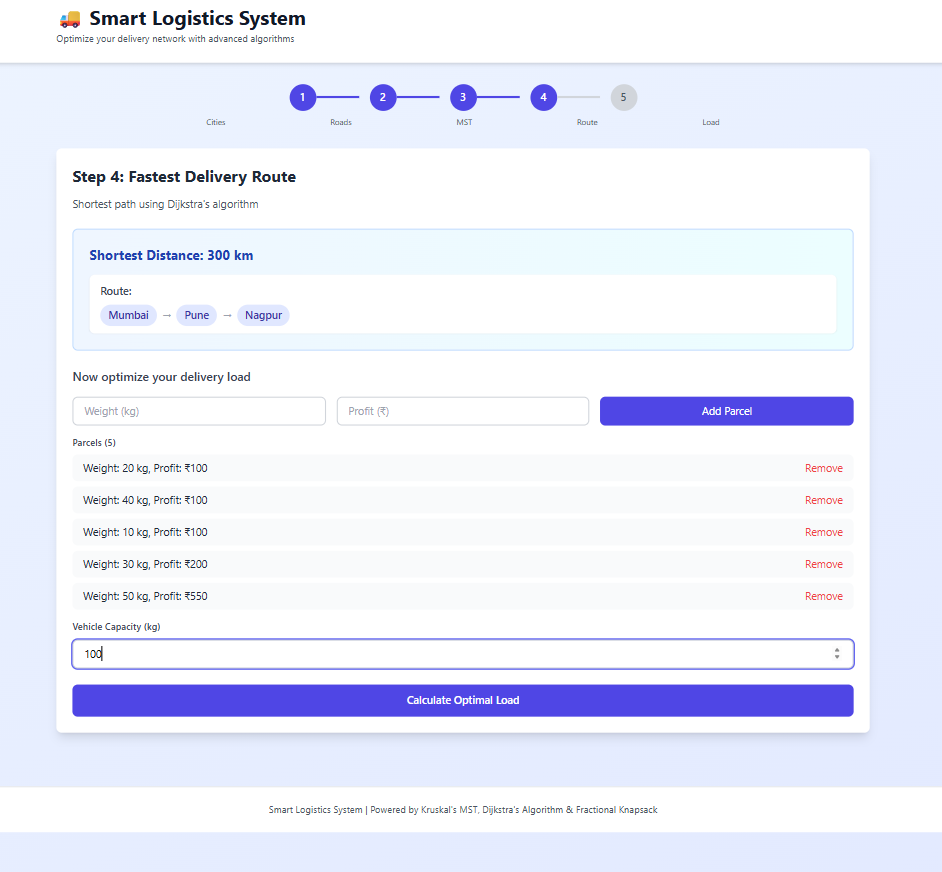 🚚 Smart Logistics System
Optimize your delivery network with advanced algorithms
1 2 3 4 5
Cities Roads MST Route Load
Step 4: Fastest Delivery Route
Shortest path using Dijkstra's algorithm
Shortest Distance: 300 km
Route:
Mumbai → Pune → Nagpur
Now optimize your delivery load
Weight (kg) Profit (₹) Add Parcel
Parcels (5)
Weight: 20 kg, Profit: ₹100 Remove
Weight: 40 kg, Profit: ₹100 Remove
Weight: 10 kg, Profit: ₹100 Remove
Weight: 30 kg, Profit: ₹200 Remove
Weight: 50 kg, Profit: ₹550 Remove
Vehicle Capacity (kg)
100
Calculate Optimal Load
Smart Logistics System | Powered by Kruskal's MST, Dijkstra's Algorithm & Fractional Knapsack